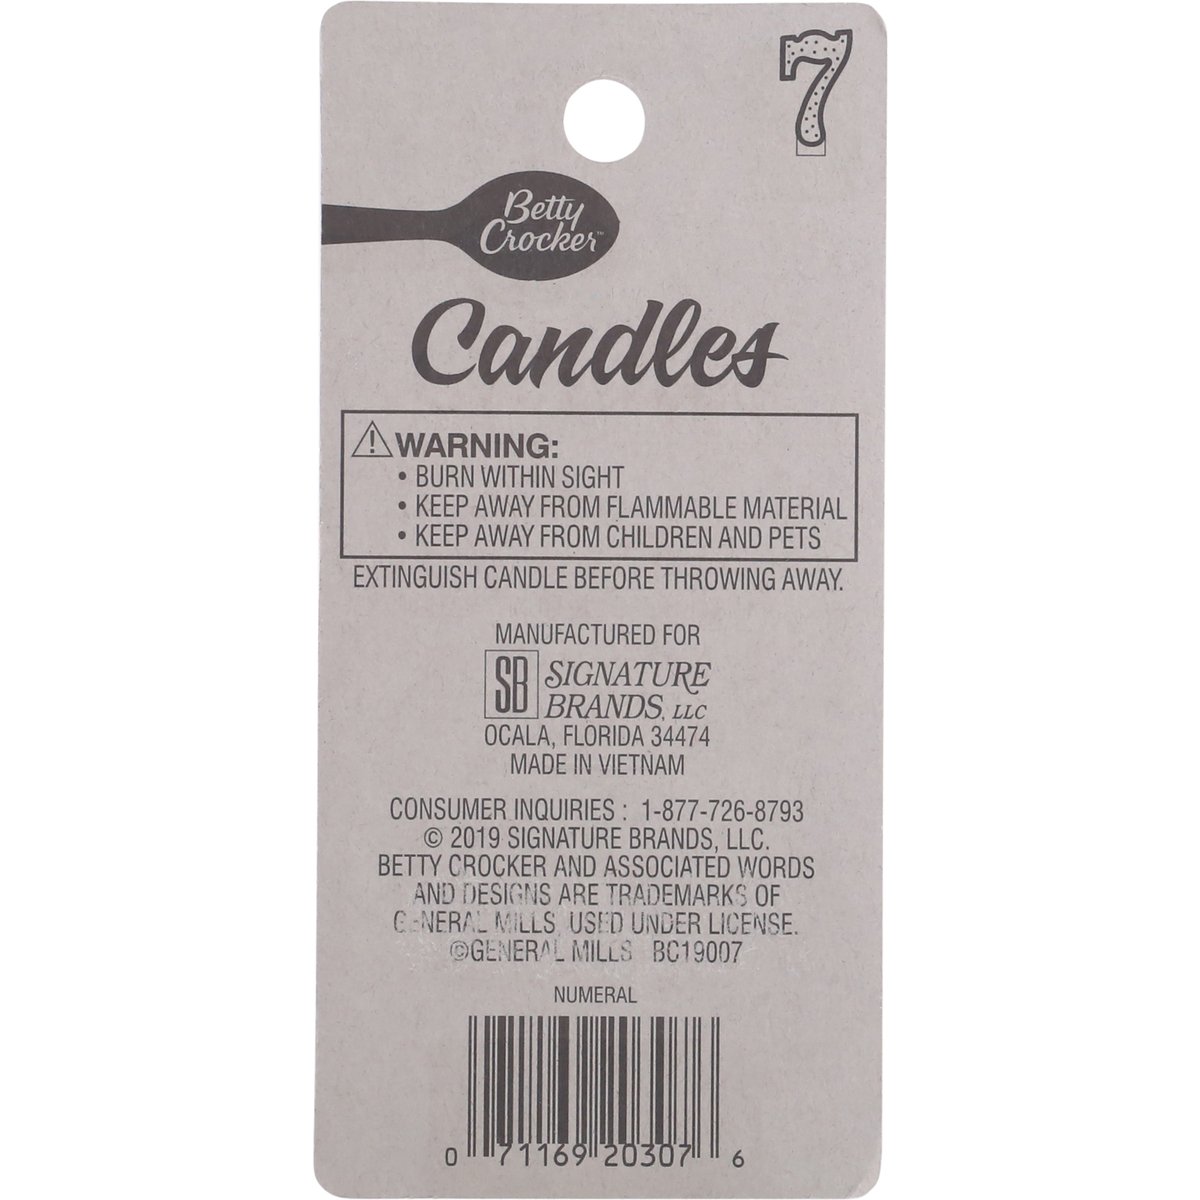 7
Betty
Crocker™
Candles
WARNING:
• BURN WITHIN SIGHT
• KEEP AWAY FROM FLAMMABLE MATERIAL
• KEEP AWAY FROM CHILDREN AND PETS
EXTINGUISH CANDLE BEFORE THROWING AWAY.
MANUFACTURED FOR
SB SIGNATURE
BRANDS, LLC
OCALA, FLORIDA 34474
MADE IN VIETNAM
CONSUMER INQUIRIES : 1-877-726-8793
© 2019 SIGNATURE BRANDS, LLC.
BETTY CROCKER AND ASSOCIATED WORDS
AND DESIGNS ARE TRADEMARKS OF
GENERAL MILLS, USED UNDER LICENSE.
©GENERAL MILLS BC19007
NUMERAL
0 71169 20307 6